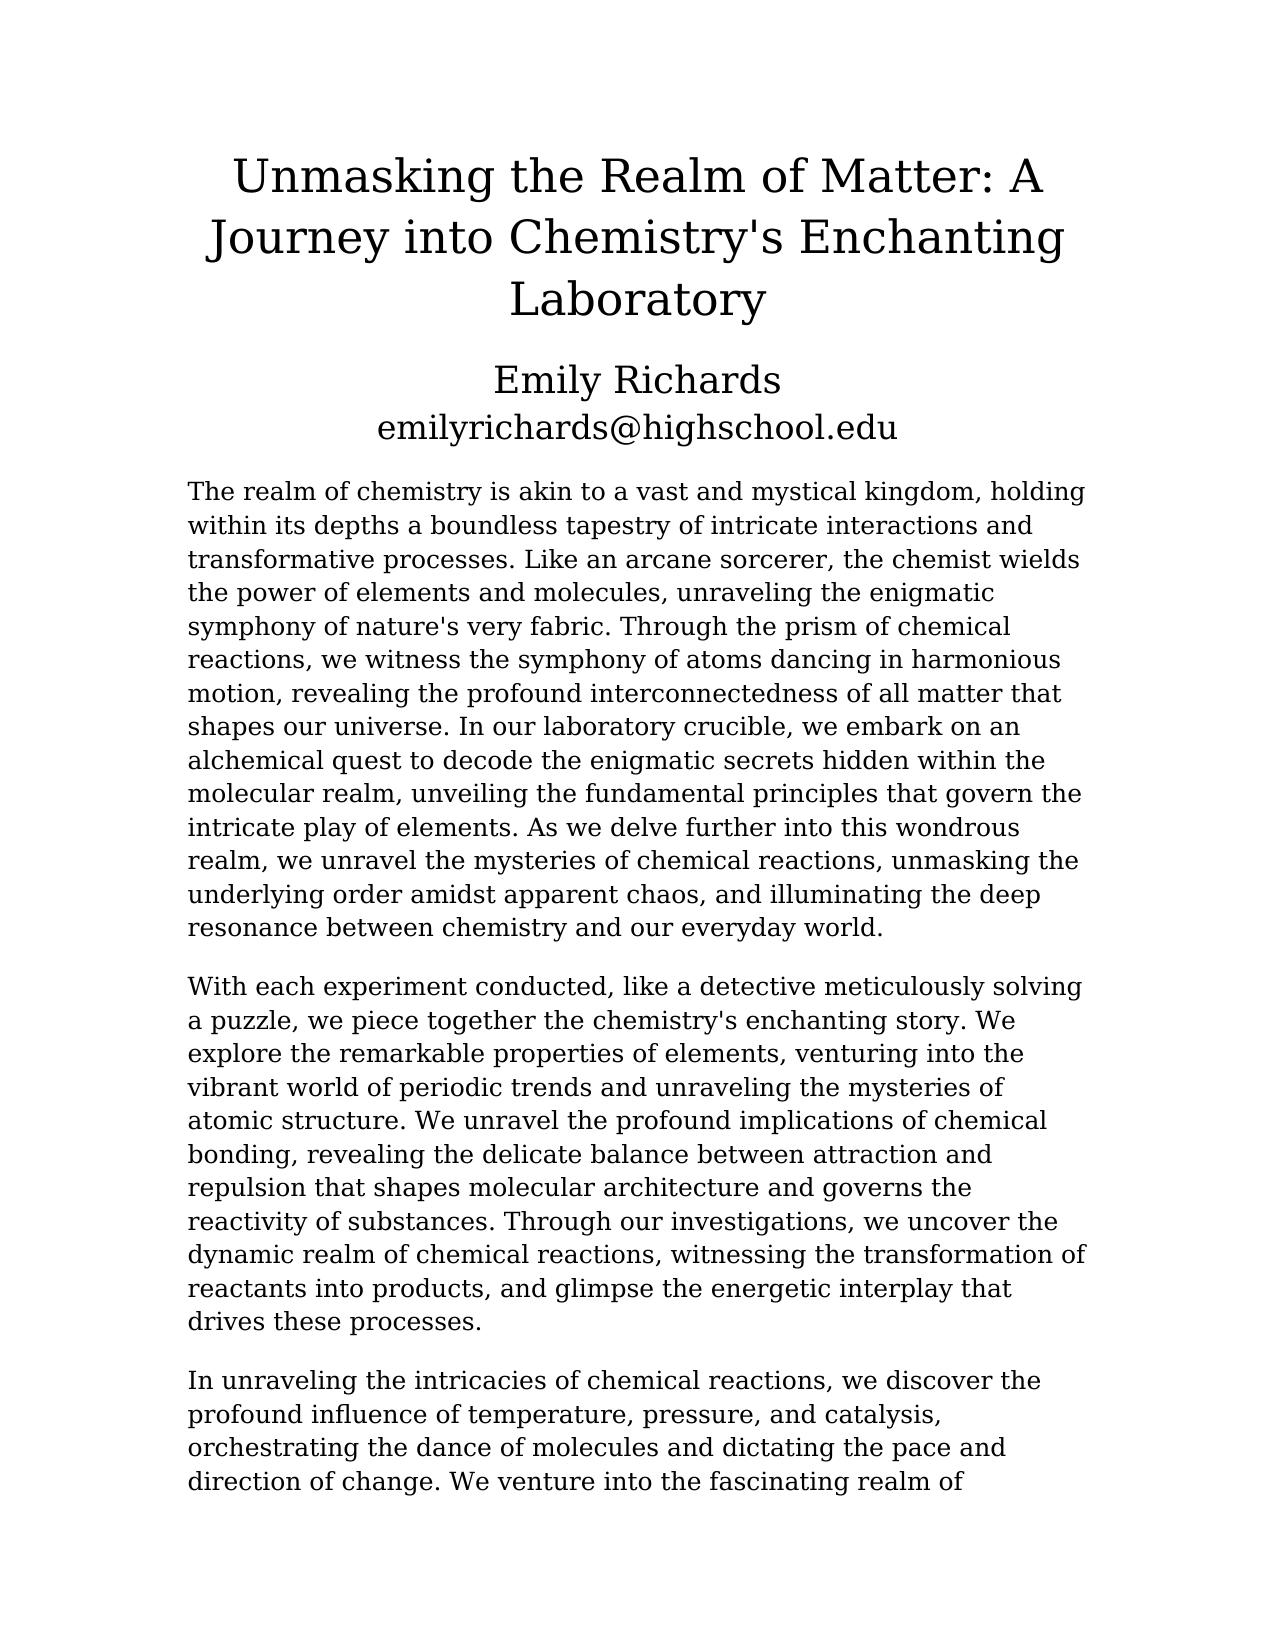 Unmasking the Realm of Matter: A
Journey into Chemistry's Enchanting
Laboratory
Emily Richards
emilyrichards@highschool.edu
The realm of chemistry is akin to a vast and mystical kingdom, holding
within its depths a boundless tapestry of intricate interactions and
transformative processes. Like an arcane sorcerer, the chemist wields
the power of elements and molecules, unraveling the enigmatic
symphony of nature's very fabric. Through the prism of chemical
reactions, we witness the symphony of atoms dancing in harmonious
motion, revealing the profound interconnectedness of all matter that
shapes our universe. In our laboratory crucible, we embark on an
alchemical quest to decode the enigmatic secrets hidden within the
molecular realm, unveiling the fundamental principles that govern the
intricate play of elements. As we delve further into this wondrous
realm, we unravel the mysteries of chemical reactions, unmasking the
underlying order amidst apparent chaos, and illuminating the deep
resonance between chemistry and our everyday world.
With each experiment conducted, like a detective meticulously solving
a puzzle, we piece together the chemistry's enchanting story. We
explore the remarkable properties of elements, venturing into the
vibrant world of periodic trends and unraveling the mysteries of
atomic structure. We unravel the profound implications of chemical
bonding, revealing the delicate balance between attraction and
repulsion that shapes molecular architecture and governs the
reactivity of substances. Through our investigations, we uncover the
dynamic realm of chemical reactions, witnessing the transformation of
reactants into products, and glimpse the energetic interplay that
drives these processes.
In unraveling the intricacies of chemical reactions, we discover the
profound influence of temperature, pressure, and catalysis,
orchestrating the dance of molecules and dictating the pace and
direction of change. We venture into the fascinating realm of